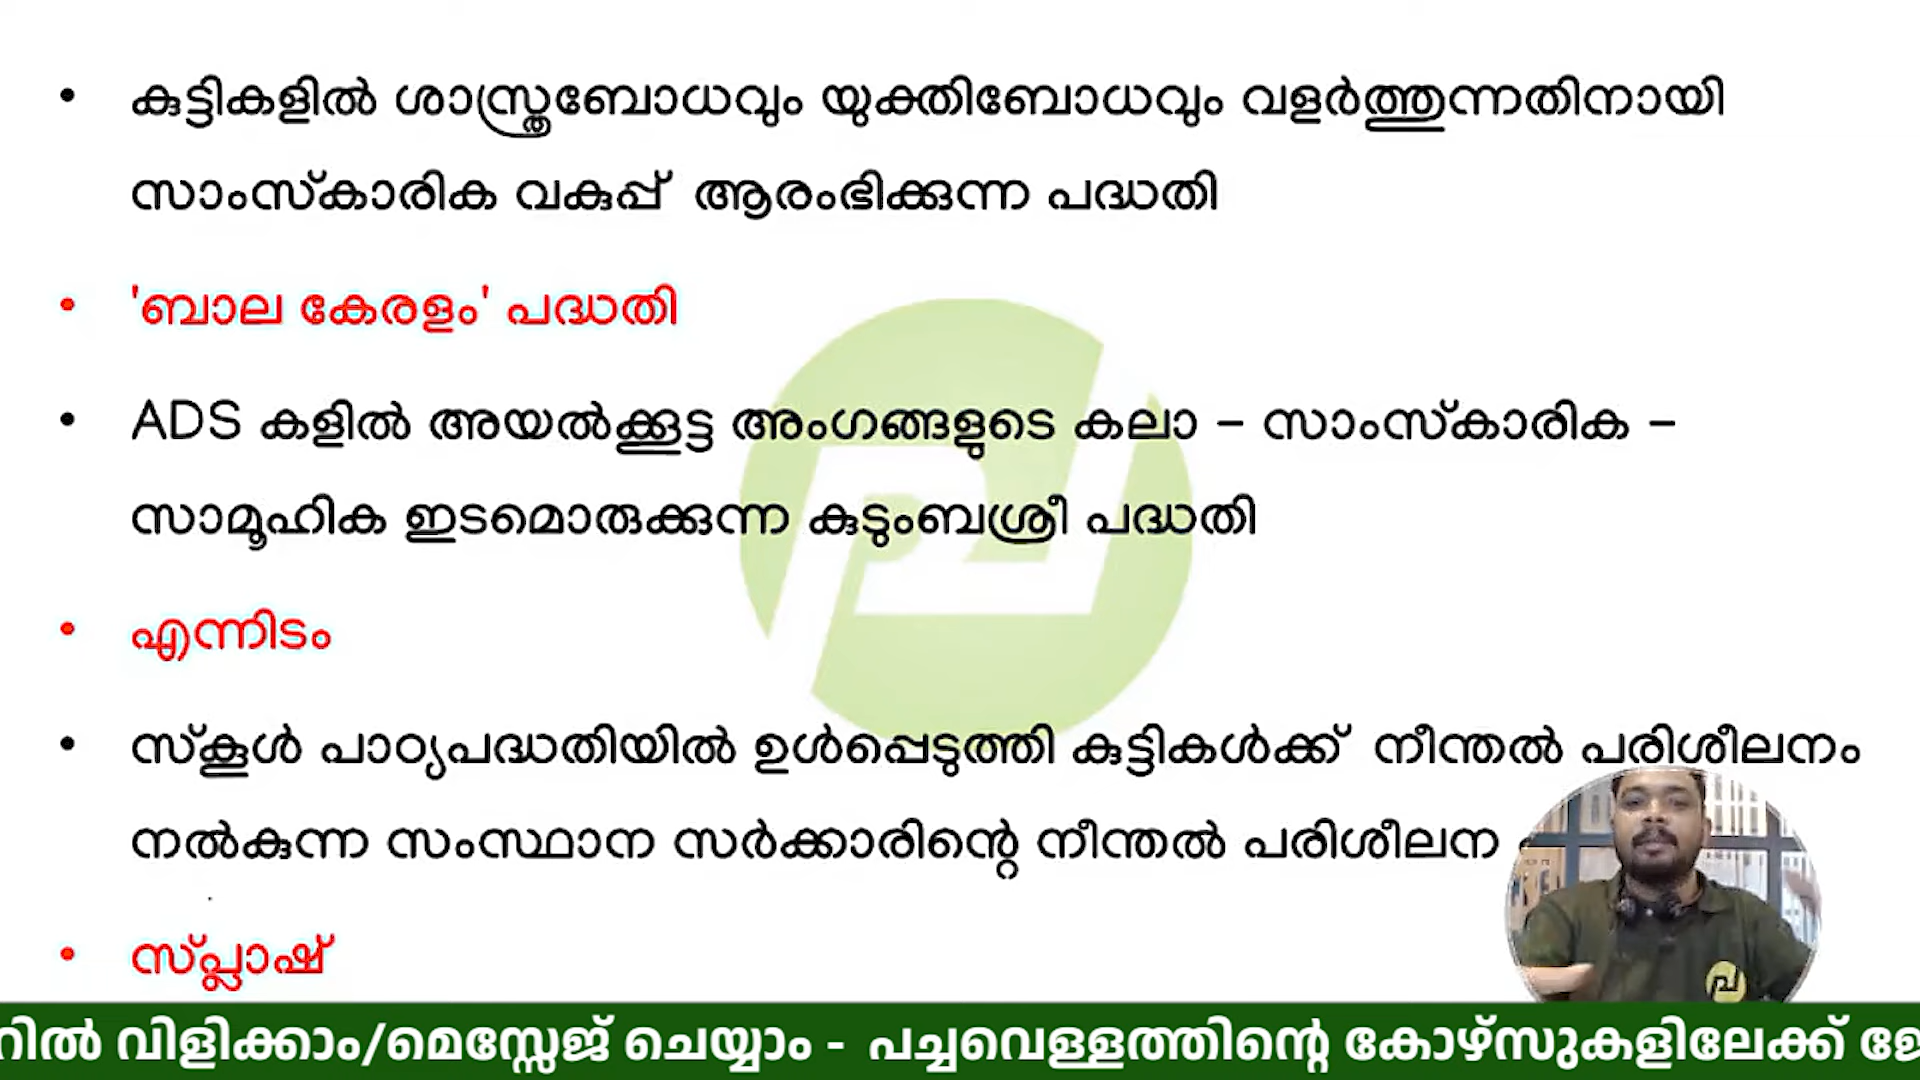 • കുട്ടികളിൽ ശാസ്ത്രബോധവും യുക്തിബോധവും വളർത്തുന്നതിനായി
സാംസ്കാരിക വകുപ്പ് ആരംഭിക്കുന്ന പദ്ധതി
• 'ബാല കേരളം' പദ്ധതി
• ADS കളിൽ അയൽക്കൂട്ട അംഗങ്ങളുടെ കലാ – സാംസ്കാരിക –
സാമൂഹിക ഇടമൊരുക്കുന്ന കുടുംബശ്രീ പദ്ധതി
• എന്നിടം
• സ്കൂൾ പാഠ്യപദ്ധതിയിൽ ഉൾപ്പെടുത്തി കുട്ടികൾക്ക് നീന്തൽ പരിശീലനം
നൽകുന്ന സംസ്ഥാന സർക്കാരിന്റെ നീന്തൽ പരിശീലന
• സ്പ്ലാഷ്
വിളിക്കാം/മെസ്സേജ് ചെയ്യാം - പച്ചവെള്ളത്തിന്റെ കോഴ്സുകളിലേക്ക്